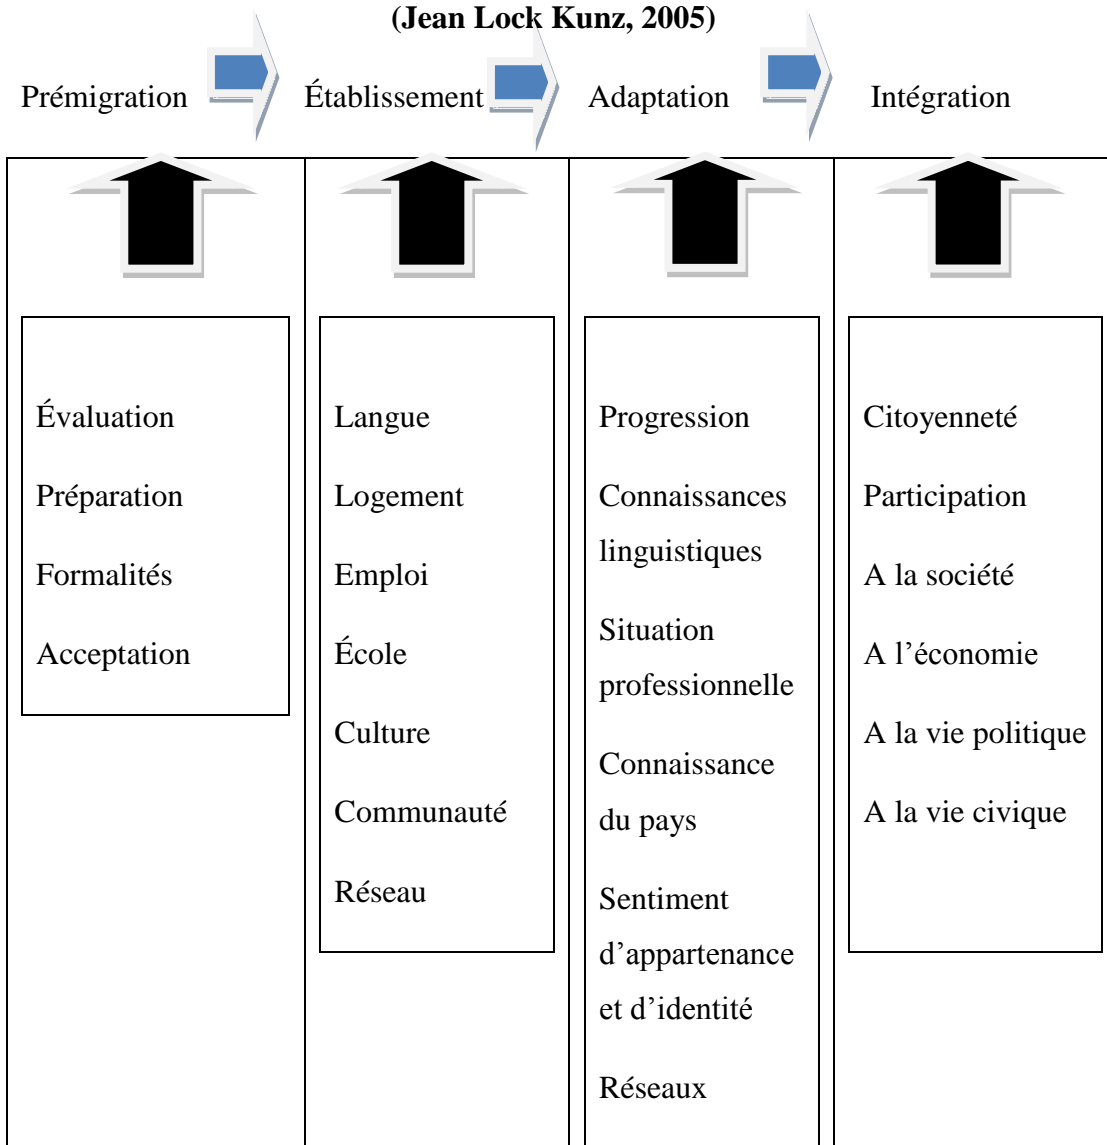 (Jean Lock Kunz, 2005)
Prémigration
Établissement
Adaptation
Intégration
Évaluation
Préparation
Formalités
Acceptation
Langue
Logement
Emploi
École
Culture
Communauté
Réseau
Progression
Connaissances
linguistiques
Situation
professionnelle
Connaissance
du pays
Sentiment
d’appartenance
et d’identité
Réseaux
Citoyenneté
Participation
A la société
A l’économie
A la vie politique
A la vie civique